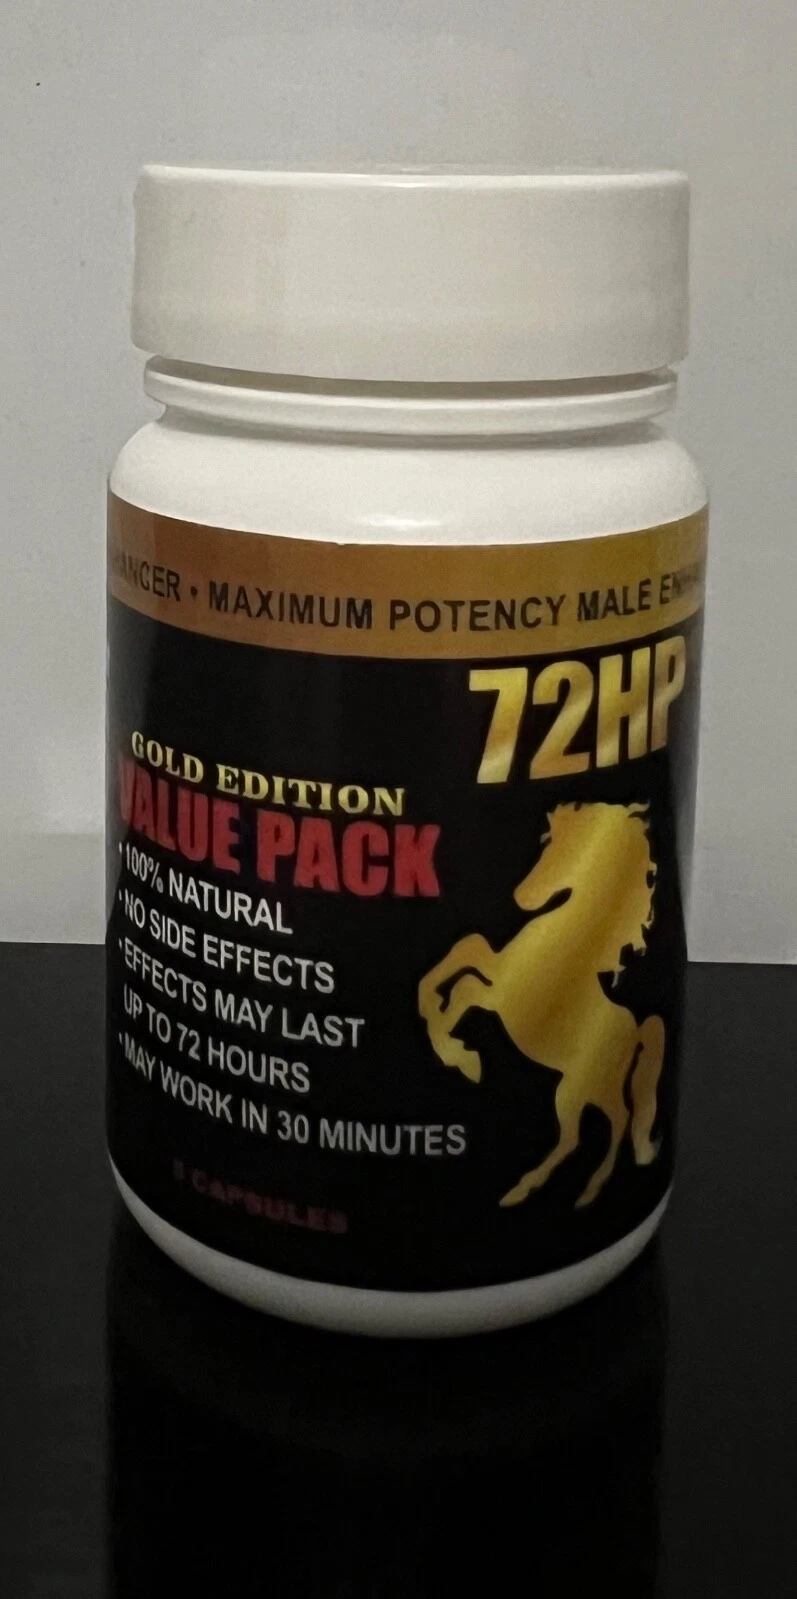 • MAXIMUM POTENCY MALE
72HP
GOLD EDITION
VALUE PACK
• 100% NATURAL
• NO SIDE EFFECTS
• EFFECTS MAY LAST
UP TO 72 HOURS
• MAY WORK IN 30 MINUTES
CAPSULES